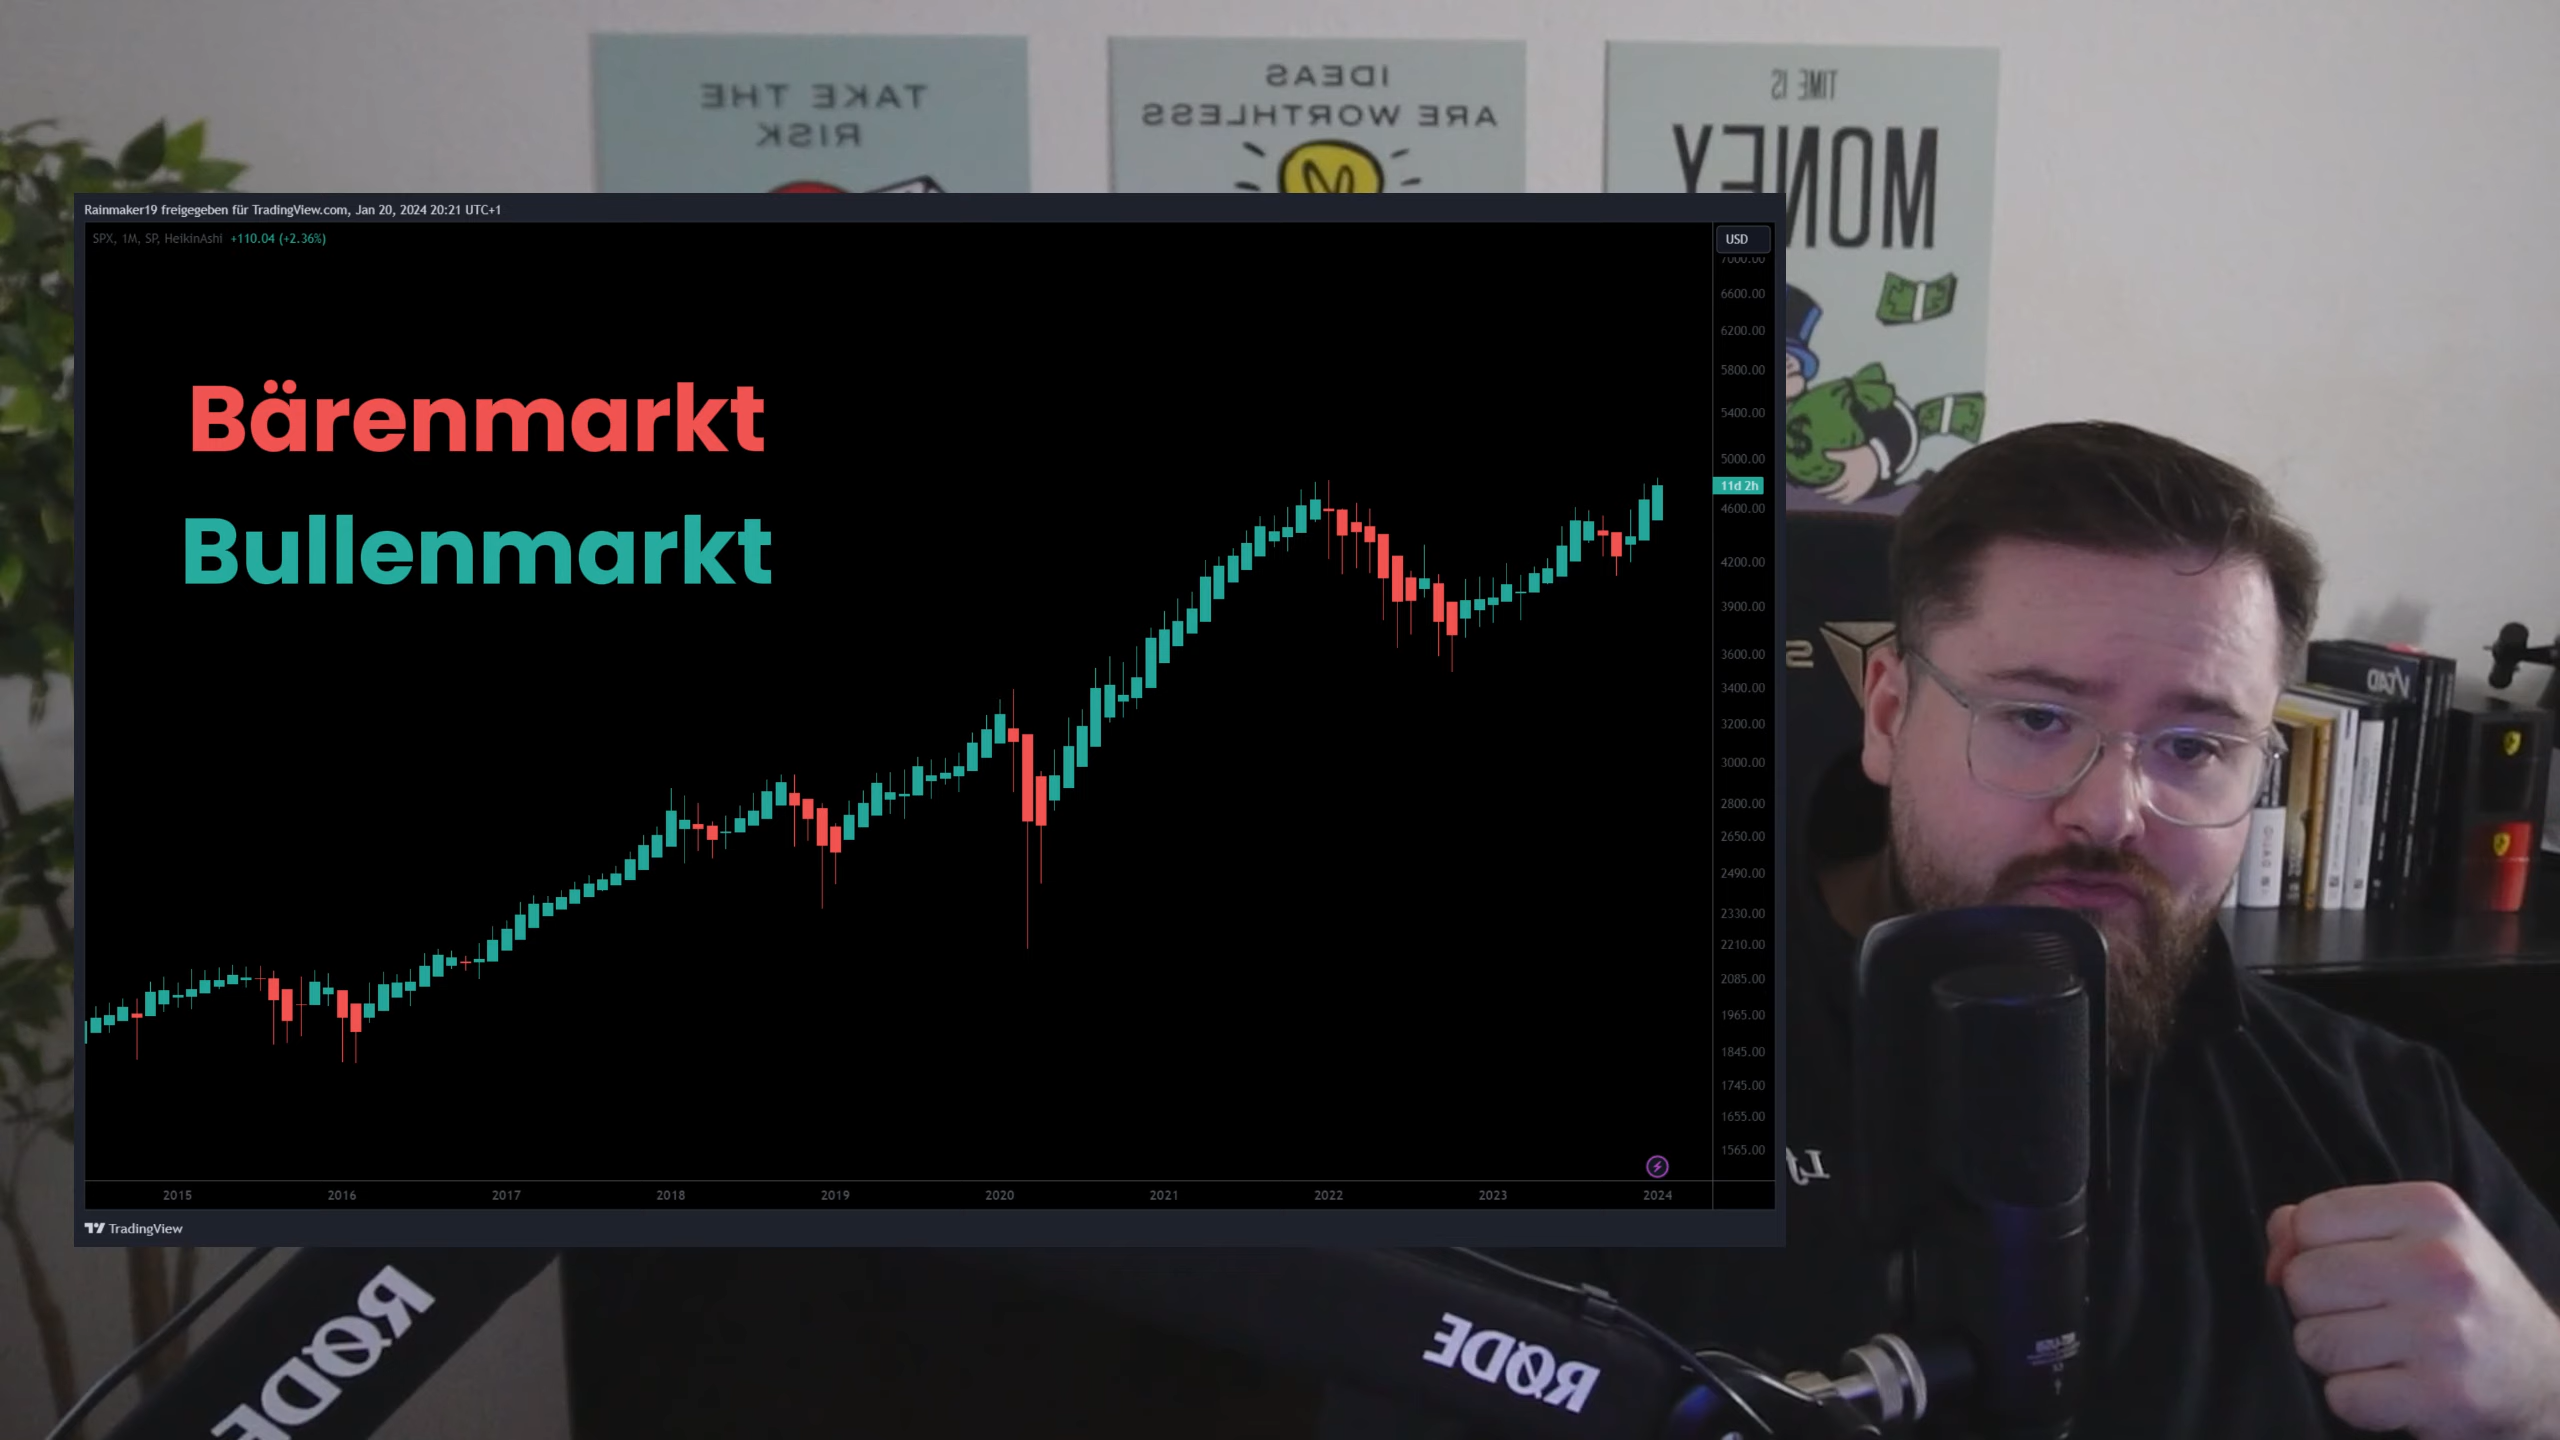 TAKE THE
RISK
IDEAS
ARE WORTHLESS
TIME IS
MONEY
Rainmaker19 freigegeben für TradingView.com, Jan 20, 2024 20:21 UTC+1
SPX, 1M, SP, HeikinAshi +110.04 (+2.36%)
USD
7000.00
6600.00
6200.00
5800.00
5400.00
5000.00
11d 2h
4600.00
4200.00
3900.00
3600.00
3400.00
3200.00
3000.00
2800.00
2650.00
2490.00
2330.00
2210.00
2085.00
1965.00
1845.00
1745.00
1655.00
1565.00
Bärenmarkt
Bullenmarkt
2015 2016 2017 2018 2019 2020 2021 2022 2023 2024
TradingView
RØDE
RØDE